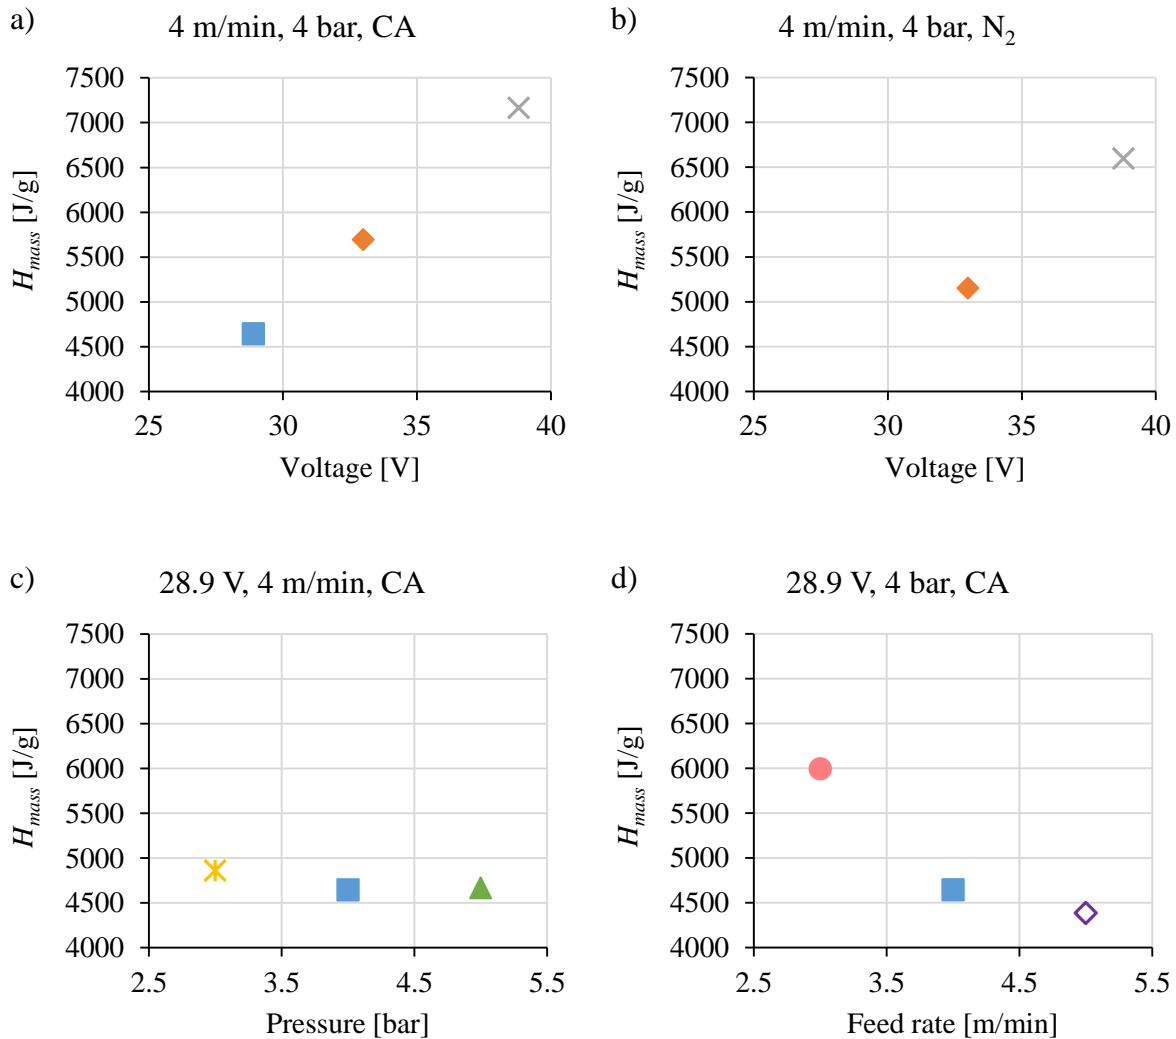 a)
4 m/min, 4 bar, CA
7500
7000
6500
6000
5500
5000
4500
4000
H_mass [J/g]
25 30 35 40
Voltage [V]
b)
4 m/min, 4 bar, N₂
7500
7000
6500
6000
5500
5000
4500
4000
H_mass [J/g]
25 30 35 40
Voltage [V]
c)
28.9 V, 4 m/min, CA
7500
7000
6500
6000
5500
5000
4500
4000
H_mass [J/g]
2.5 3.5 4.5 5.5
Pressure [bar]
d)
28.9 V, 4 bar, CA
7500
7000
6500
6000
5500
5000
4500
4000
H_mass [J/g]
2.5 3.5 4.5 5.5
Feed rate [m/min]